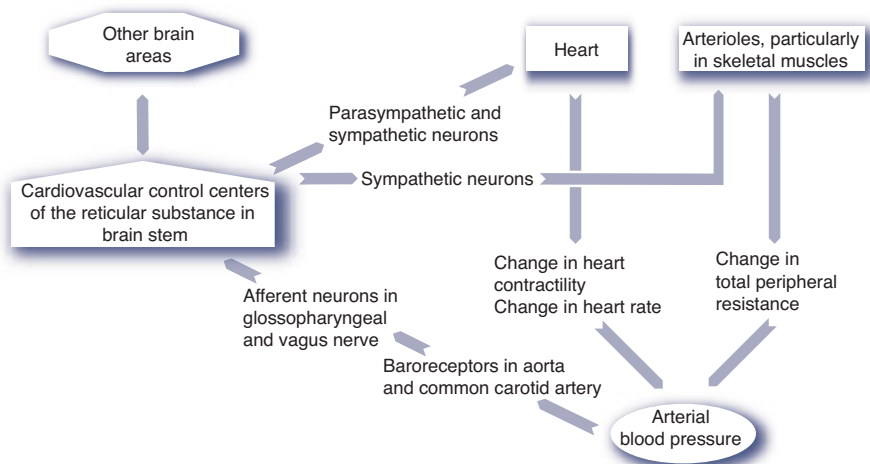 Other brain
areas
Heart
Arterioles, particularly
in skeletal muscles
Parasympathetic and
sympathetic neurons
Cardiovascular control centers
of the reticular substance in
brain stem
Sympathetic neurons
Change in heart
contractility
Change in heart rate
Change in
total peripheral
resistance
Afferent neurons in
glossopharyngeal
and vagus nerve
Baroreceptors in aorta
and common carotid artery
Arterial
blood pressure